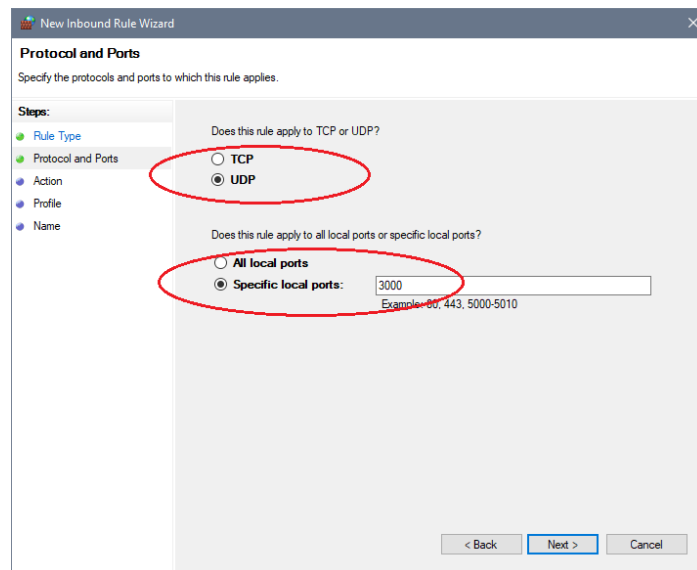 New Inbound Rule Wizard
Protocol and Ports
Specify the protocols and ports to which this rule applies.
Steps:
Rule Type
Protocol and Ports
Action
Profile
Name
Does this rule apply to TCP or UDP?
TCP
UDP
Does this rule apply to all local ports or specific local ports?
All local ports
Specific local ports: 3000
Example: 80, 443, 5000-5010
< Back Next > Cancel